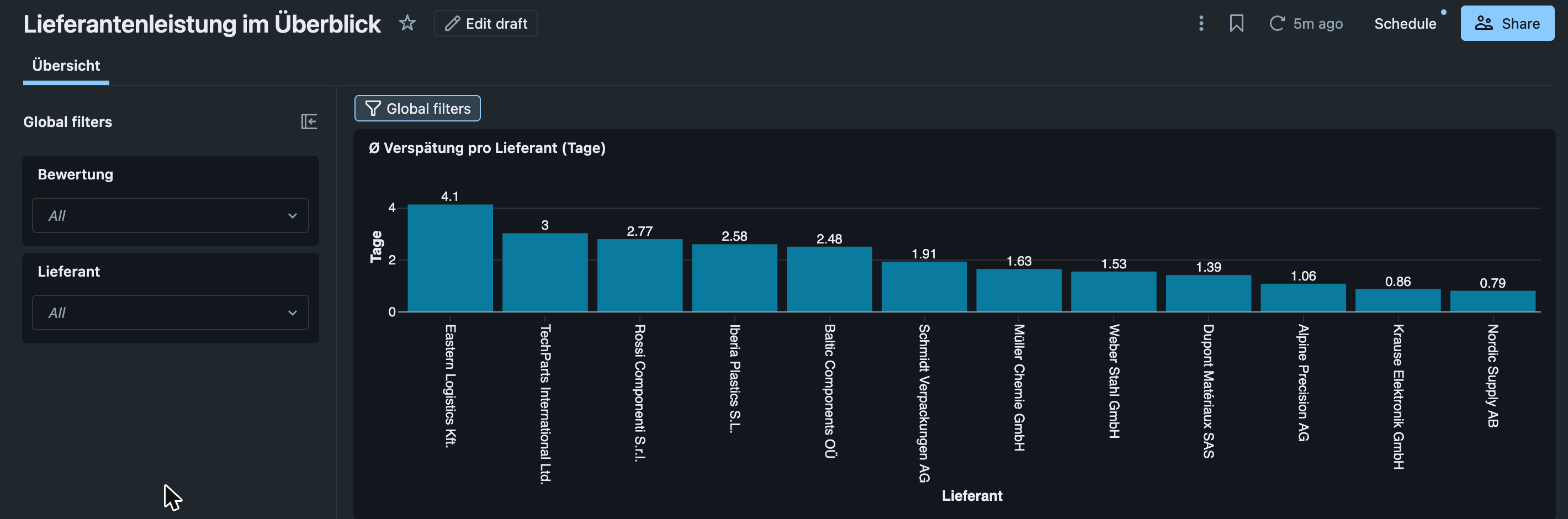 Lieferantenleistung im Überblick
Edit draft
5m ago
Schedule
Share
Übersicht
Global filters
Bewertung
All
Lieferant
All
Global filters
Ø Verspätung pro Lieferant (Tage)
Tage
4
2
0
4.1
3
2.77
2.58
2.48
1.91
1.63
1.53
1.39
1.06
0.86
0.79
Eastern Logistics Kft.
TechParts International Ltd.
Rossi Componenti S.r.l.
Iberia Plastics S.L.
Baltic Components OÜ
Schmidt Verpackungen AG
Müller Chemie GmbH
Weber Stahl GmbH
Dupont Matériaux SAS
Alpine Precision AG
Krause Elektronik GmbH
Nordic Supply AB
Lieferant